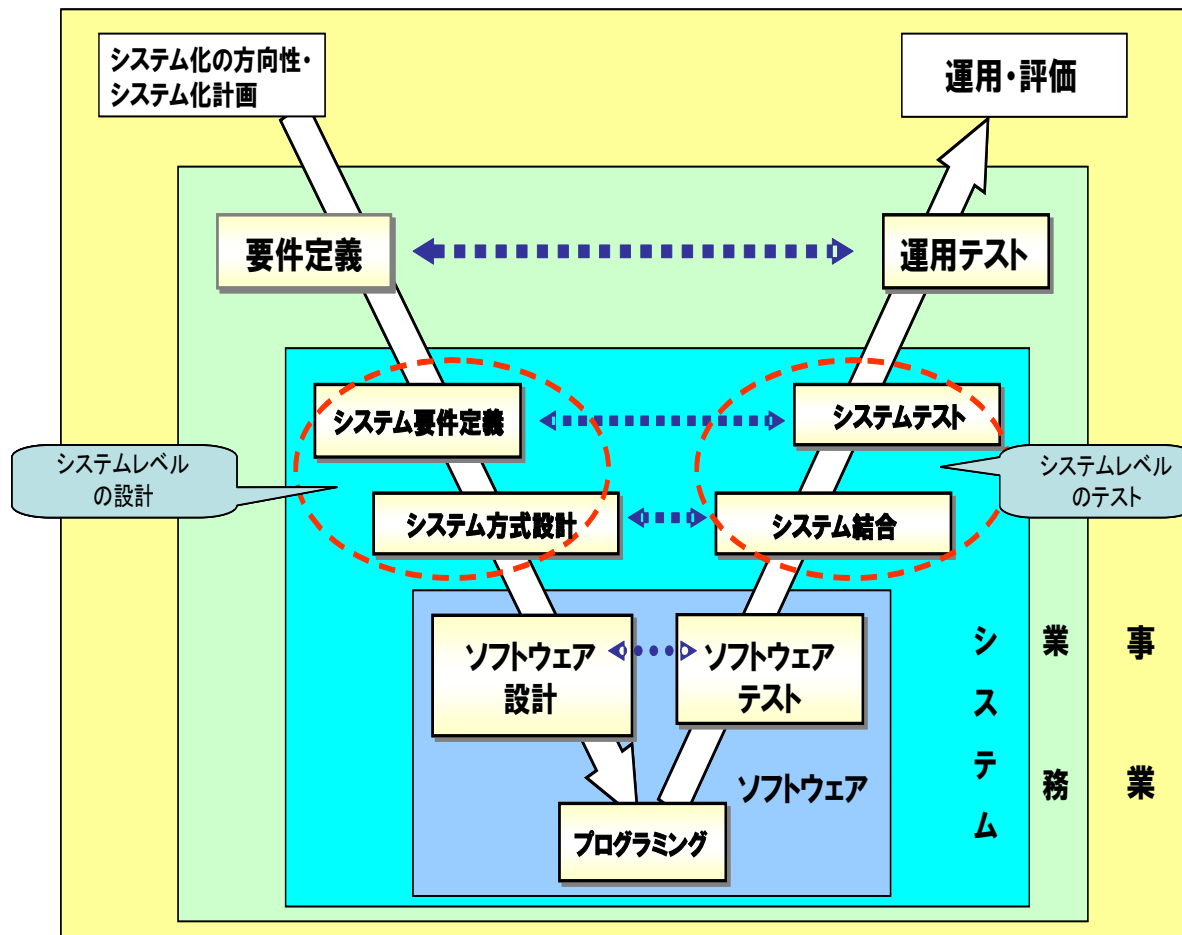 システム化の方向性・
システム化計画
運用・評価
要件定義
運用テスト
システム要件定義
システムテスト
システムレベル
の設計
システムレベル
のテスト
システム方式設計
システム結合
ソフトウェア
設計
ソフトウェア
テスト
ソフトウェア
プログラミング
システム
業務
事業